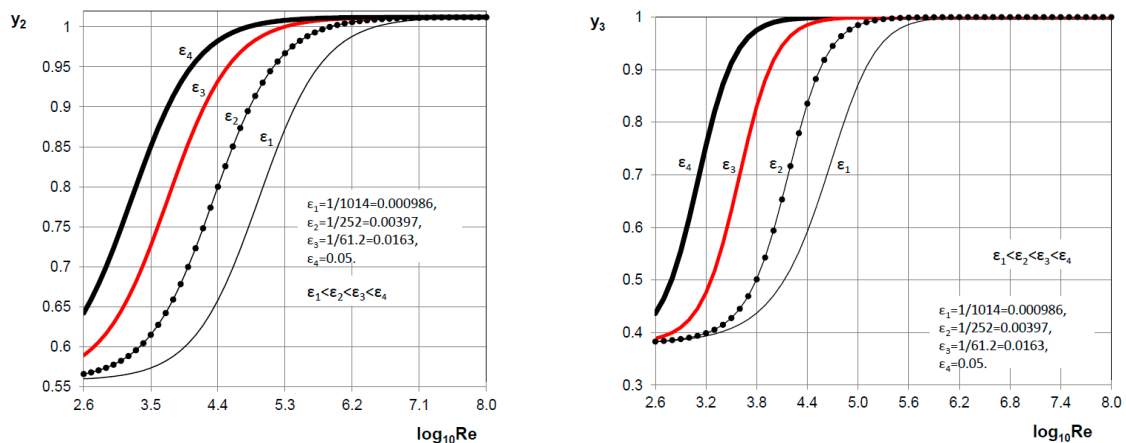 y2
1
0.95
0.9
0.85
0.8
0.75
0.7
0.65
0.6
0.55
2.6 3.5 4.4 5.3 6.2 7.1 8.0
log10Re
ε4
ε3
ε2
ε1
ε1=1/1014=0.000986,
ε2=1/252=0.00397,
ε3=1/61.2=0.0163,
ε4=0.05.
ε1<ε2<ε3<ε4
y3
1
0.9
0.8
0.7
0.6
0.5
0.4
0.3
2.6 3.2 3.8 4.4 5.0 5.6 6.2 6.8 7.4 8.0
log10Re
ε4
ε3
ε2
ε1
ε1<ε2<ε3<ε4
ε1=1/1014=0.000986,
ε2=1/252=0.00397,
ε3=1/61.2=0.0163,
ε4=0.05.